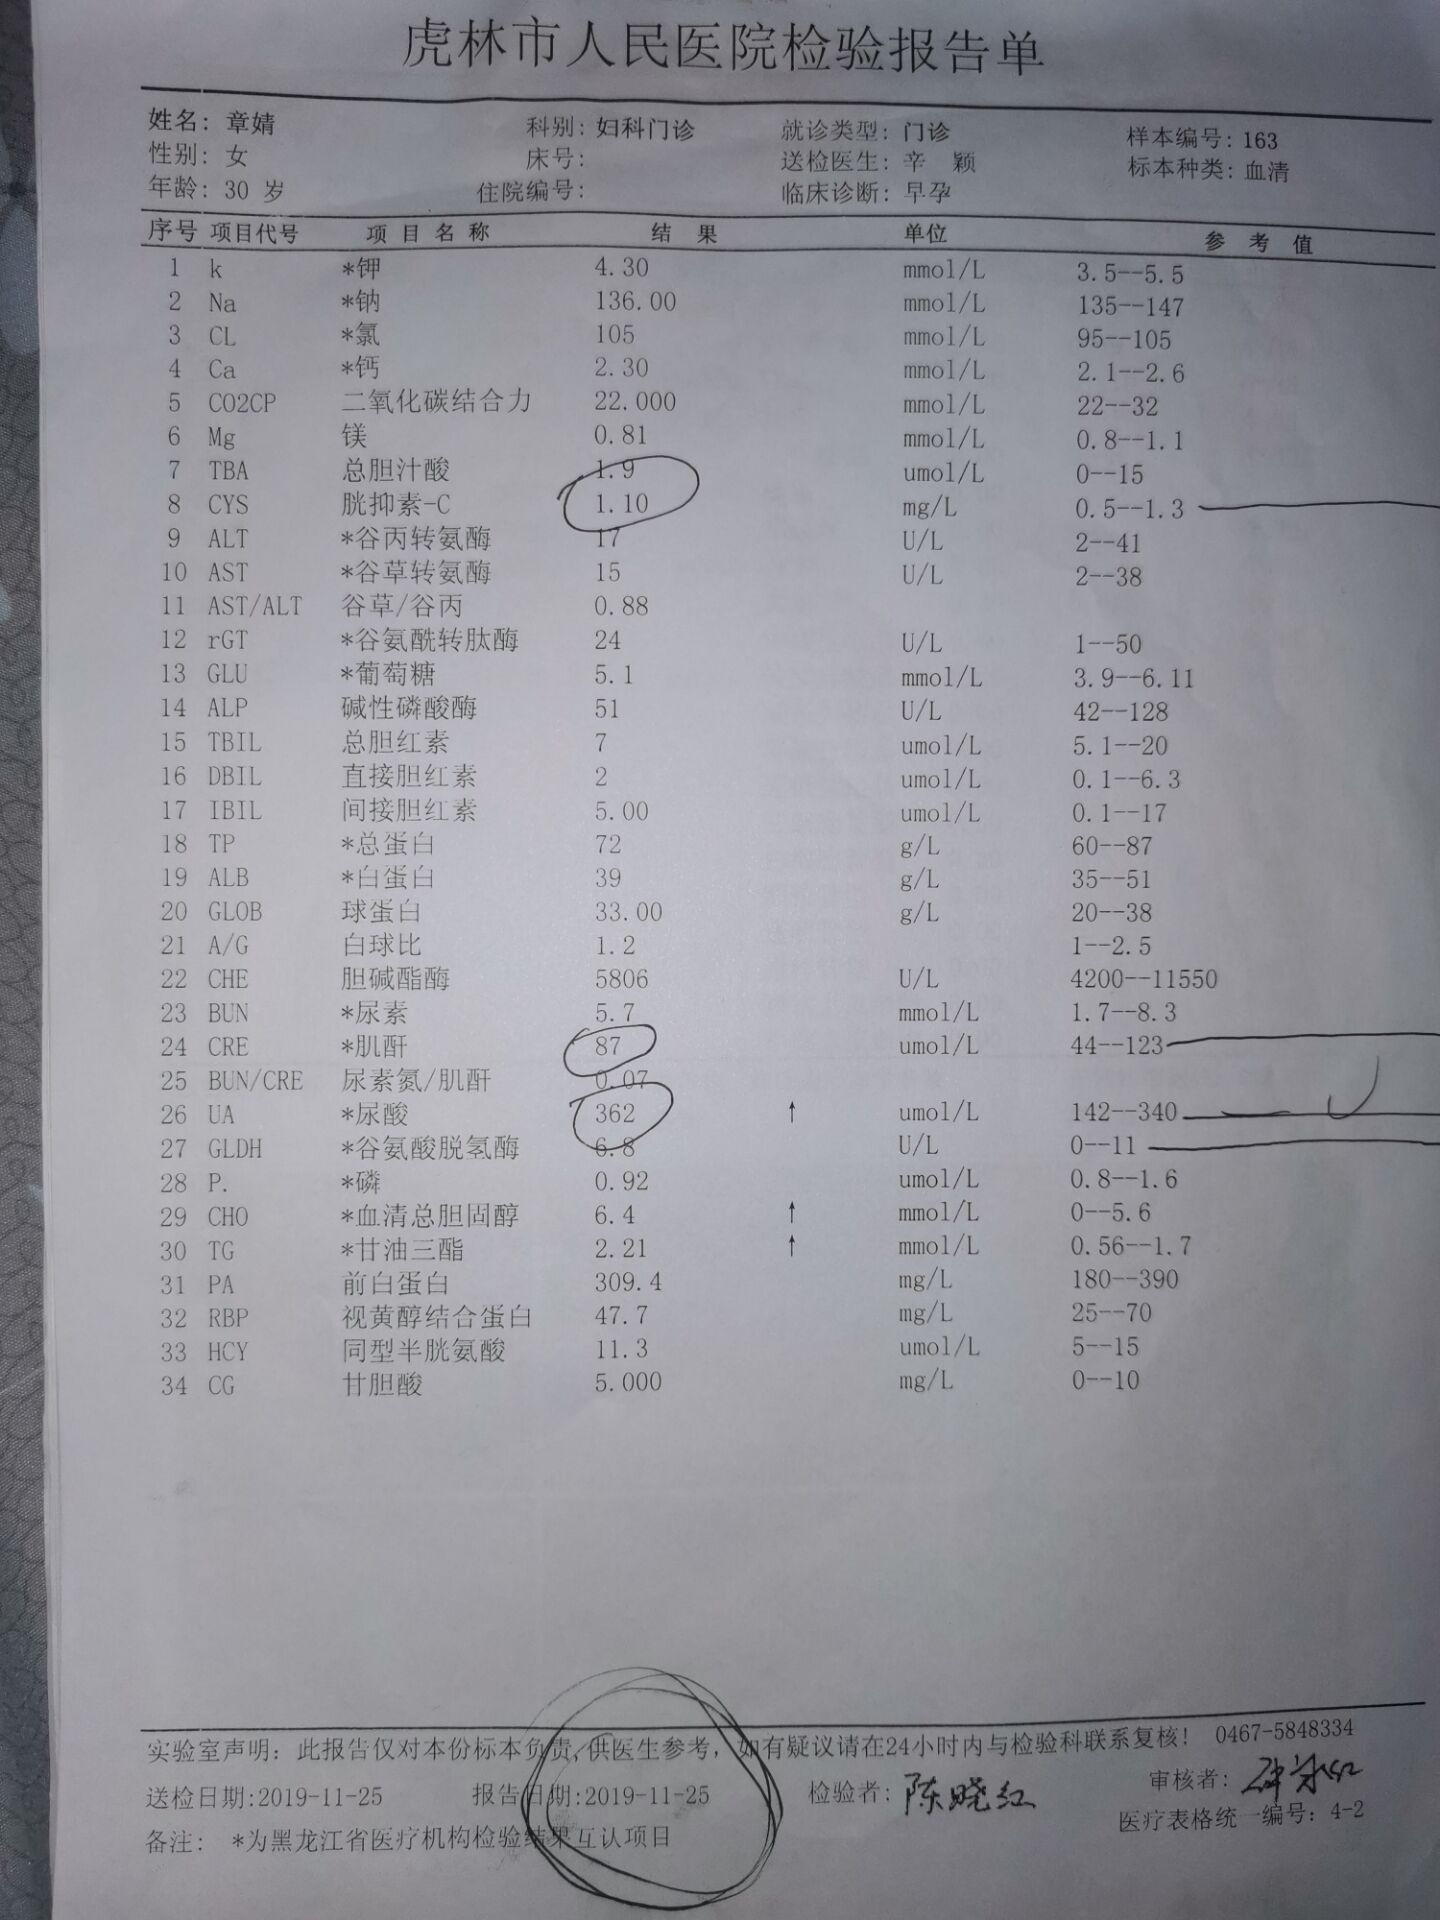 虎林市人民医院检验报告单
姓名: 章婧 科别: 妇科门诊 就诊类型: 门诊 样本编号: 163
性别: 女 床号: 送检医生: 辛 颖 标本种类: 血清
年龄: 30 岁 住院编号: 临床诊断: 早孕
序号 项目代号 项 目 名 称 结 果 单位 参 考 值
1 k *钾 4.30 mmol/L 3.5--5.5
2 Na *钠 136.00 mmol/L 135--147
3 CL *氯 105 mmol/L 95--105
4 Ca *钙 2.30 mmol/L 2.1--2.6
5 CO2CP 二氧化碳结合力 22.000 mmol/L 22--32
6 Mg 镁 0.81 mmol/L 0.8--1.1
7 TBA 总胆汁酸 1.9 umol/L 0--15
8 CYS 胱抑素-C 1.10 mg/L 0.5--1.3
9 ALT *谷丙转氨酶 17 U/L 2--41
10 AST *谷草转氨酶 15 U/L 2--38
11 AST/ALT 谷草/谷丙 0.88
12 rGT *谷氨酰转肽酶 24 U/L 1--50
13 GLU *葡萄糖 5.1 mmol/L 3.9--6.11
14 ALP 碱性磷酸酶 51 U/L 42--128
15 TBIL 总胆红素 7 umol/L 5.1--20
16 DBIL 直接胆红素 2 umol/L 0.1--6.3
17 IBIL 间接胆红素 5.00 umol/L 0.1--17
18 TP *总蛋白 72 g/L 60--87
19 ALB *白蛋白 39 g/L 35--51
20 GLOB 球蛋白 33.00 g/L 20--38
21 A/G 白球比 1.2 1--2.5
22 CHE 胆碱酯酶 5806 U/L 4200--11550
23 BUN *尿素 5.7 mmol/L 1.7--8.3
24 CRE *肌酐 87 umol/L 44--123
25 BUN/CRE 尿素氮/肌酐 0.07
26 UA *尿酸 362 ↑ umol/L 142--340
27 GLDH *谷氨酸脱氢酶 6.8 U/L 0--11
28 P. *磷 0.92 umol/L 0.8--1.6
29 CHO *血清总胆固醇 6.4 ↑ mmol/L 0--5.6
30 TG *甘油三酯 2.21 ↑ mmol/L 0.56--1.7
31 PA 前白蛋白 309.4 mg/L 180--390
32 RBP 视黄醇结合蛋白 47.7 mg/L 25--70
33 HCY 同型半胱氨酸 11.3 umol/L 5--15
34 CG 甘胆酸 5.000 mg/L 0--10
实验室声明: 此报告仅对本份标本负责,供医生参考, 如有疑议请在24小时内与检验科联系复核! 0467-5848334
送检日期:2019-11-25 报告日期:2019-11-25 检验者: 陈晓红 审核者:
医疗表格统一编号: 4-2
备注: *为黑龙江省医疗机构检验结果互认项目